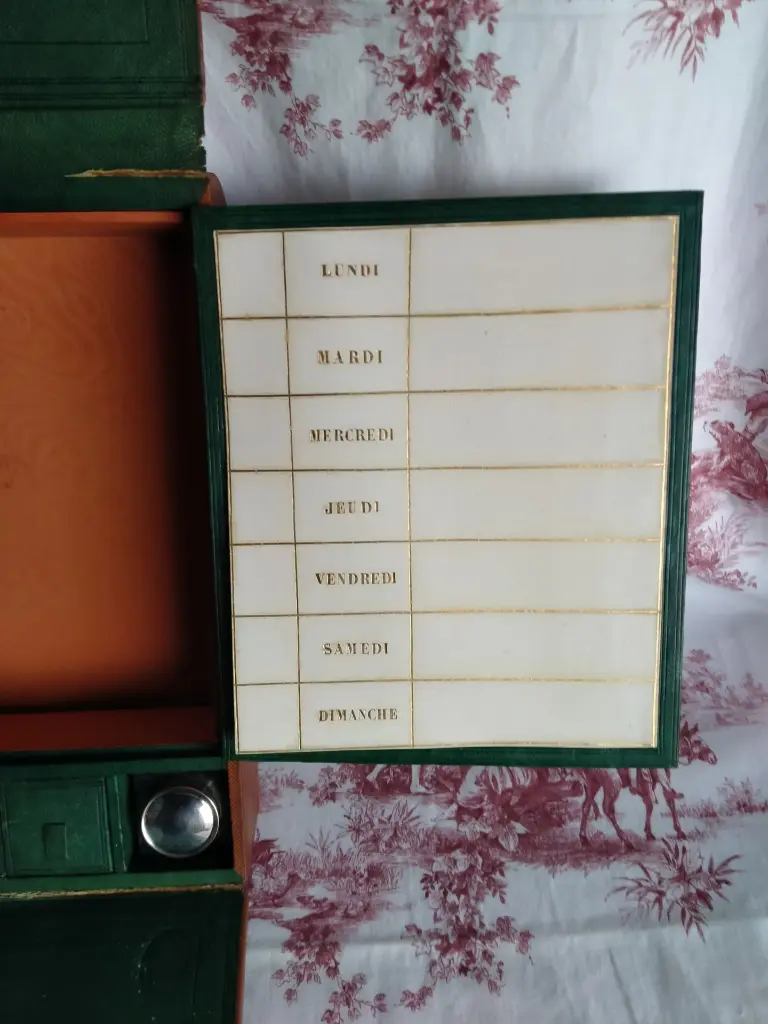 LUNDI
MARDI
MERCREDI
JEUDI
VENDREDI
SAMEDI
DIMANCHE